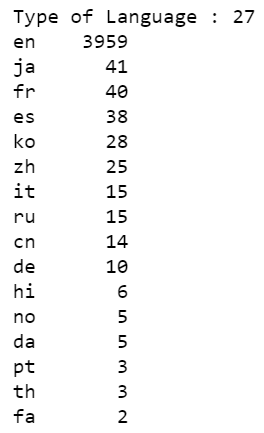 Type of Language : 27
en 3959
ja 41
fr 40
es 38
ko 28
zh 25
it 15
ru 15
cn 14
de 10
hi 6
no 5
da 5
pt 3
th 3
fa 2